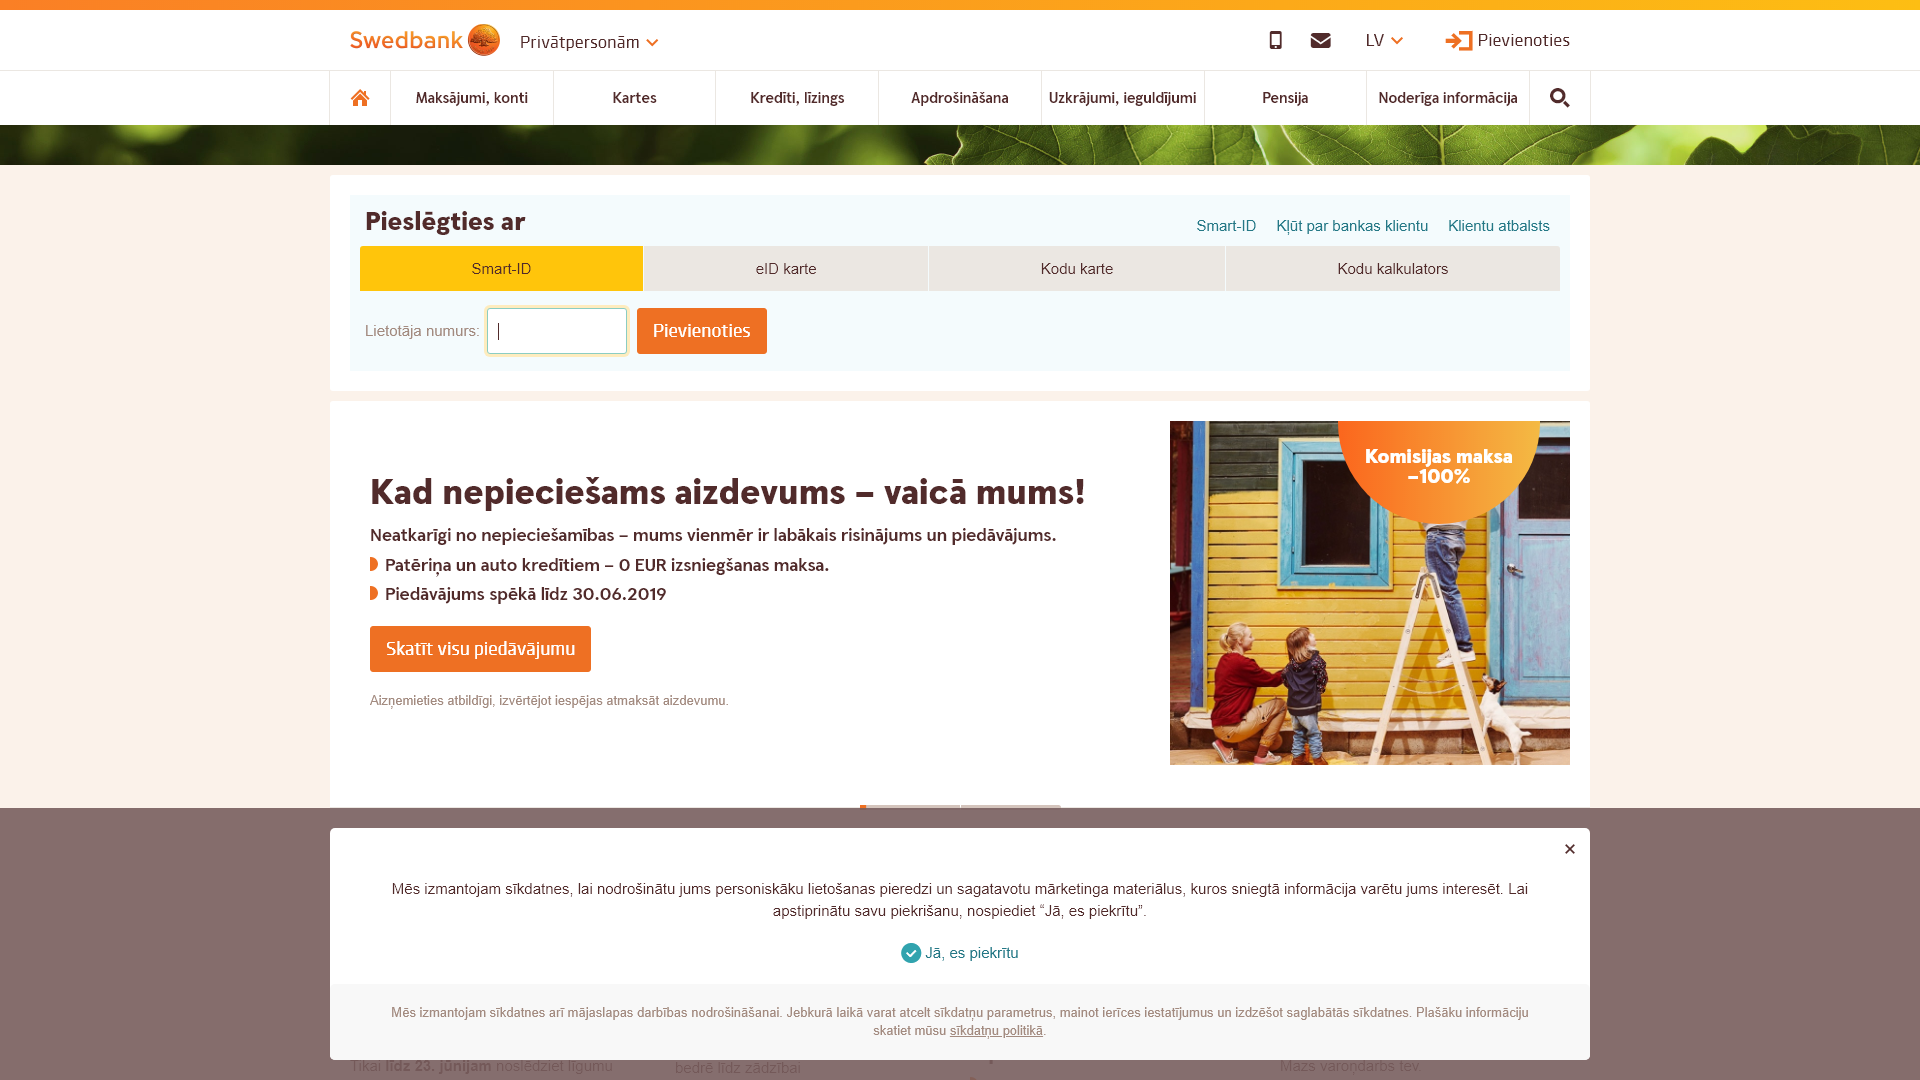 Swedbank
Privātpersonām
LV
Pievienoties
Maksājumi, konti
Kartes
Kredīti, līzings
Apdrošināšana
Uzkrājumi, ieguldījumi
Pensija
Noderīga informācija
Pieslēgties ar
Smart-ID
Kļūt par bankas klientu
Klientu atbalsts
Smart-ID
eID karte
Kodu karte
Kodu kalkulators
Lietotāja numurs:
Pievienoties
Kad nepieciešams aizdevums – vaicā mums!
Neatkarīgi no nepieciešamības – mums vienmēr ir labākais risinājums un piedāvājums.
Patēriņa un auto kredītiem – 0 EUR izsniegšanas maksa.
Piedāvājums spēkā līdz 30.06.2019
Skatīt visu piedāvājumu
Aizņemieties atbildīgi, izvērtējot iespējas atmaksāt aizdevumu.
Komisijas maksa
–100%
Mēs izmantojam sīkdatnes, lai nodrošinātu jums personiskāku lietošanas pieredzi un sagatavotu mārketinga materiālus, kuros sniegtā informācija varētu jums interesēt. Lai
apstiprinātu savu piekrišanu, nospiediet “Jā, es piekrītu”.
Jā, es piekrītu
Mēs izmantojam sīkdatnes arī mājaslapas darbības nodrošināšanai. Jebkurā laikā varat atcelt sīkdatņu parametrus, mainot ierīces iestatījumus un izdzēšot saglabātās sīkdatnes. Plašāku informāciju
skatiet mūsu sīkdatņu politikā.
Tikai līdz 23. jūnijam noslēdziet līgumu
bedrē līdz zādzībai
Mazs varoņdarbs tev